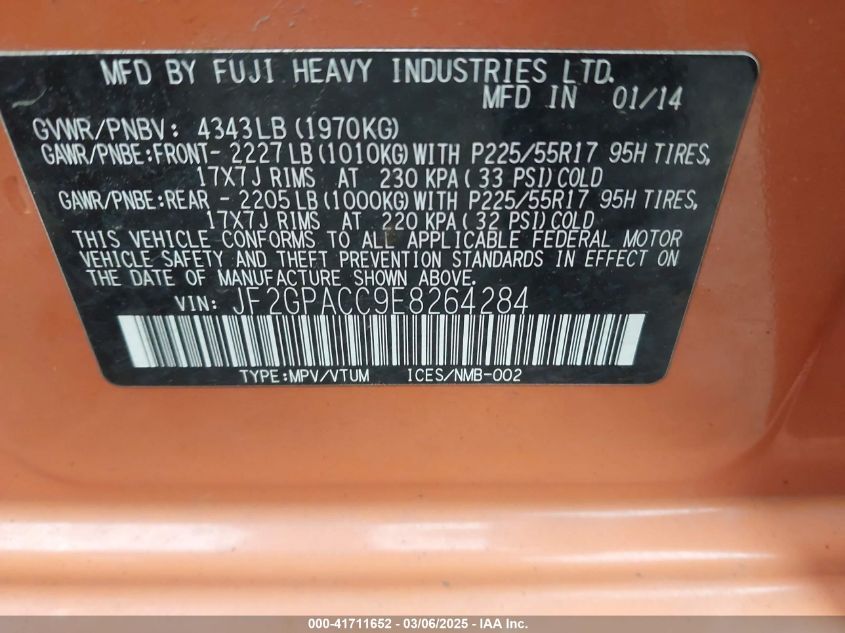 MFD BY FUJI HEAVY INDUSTRIES LTD.
MFD IN 01/14
GVWR/PNBV: 4343LB(1970KG)
GAWR/PNBE:FRONT- 2227LB(1010KG)WITH P225/55R17 95H TIRES,
17X7J RIMS AT 230 KPA(33 PSI)COLD
GAWR/PNBE:REAR - 2205LB(1000KG)WITH P225/55R17 95H TIRES,
17X7J RIMS AT 220 KPA(32 PSI)COLD
THIS VEHICLE CONFORMS TO ALL APPLICABLE FEDERAL MOTOR
VEHICLE SAFETY AND THEFT PREVENTION STANDARDS IN EFFECT ON
THE DATE OF MANUFACTURE SHOWN ABOVE.
VIN: JF2GPACC9E8264284
TYPE:MPV/VTUM ICES/NMB-002
000-41711652 — 03/06/2025 — IAA Inc.